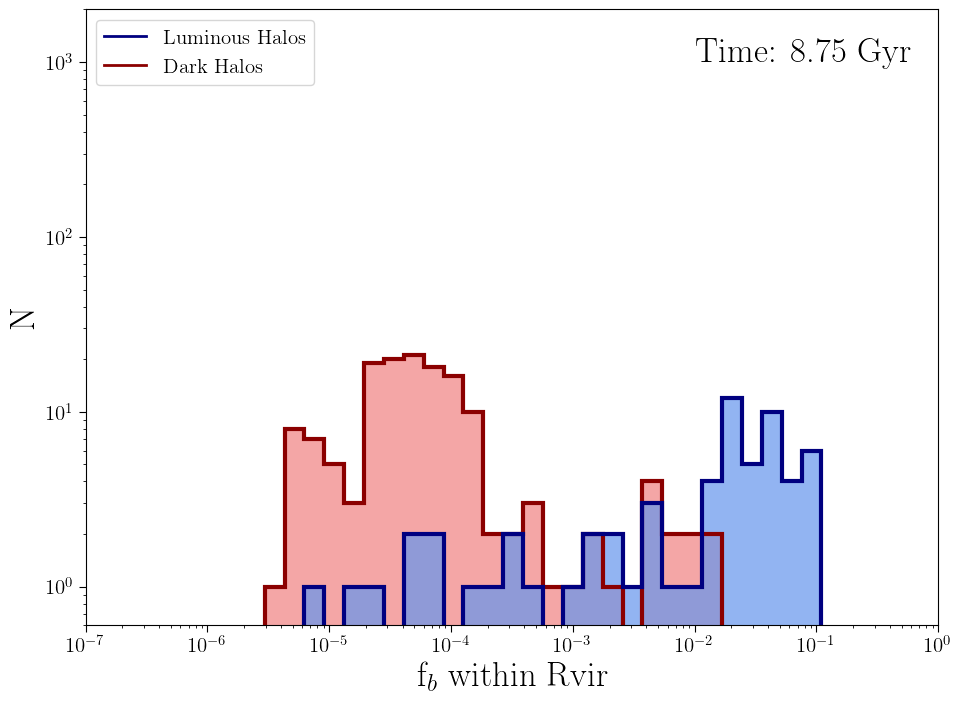 Luminous Halos
Dark Halos
Time: 8.75 Gyr
10³
10²
10¹
10⁰
N
10⁻⁷ 10⁻⁶ 10⁻⁵ 10⁻⁴ 10⁻³ 10⁻² 10⁻¹ 10⁰
f_b within Rvir